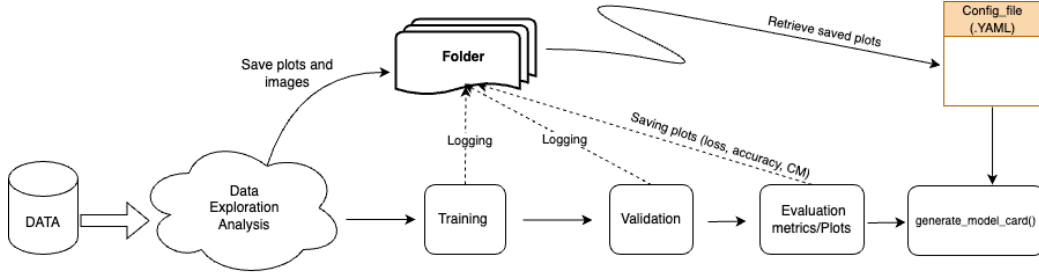 Config_file
(.YAML)
Retrieve saved plots
Folder
Save plots and
images
Saving plots (loss, accuracy, CM)
Logging
Logging
DATA
Data
Exploration
Analysis
Training
Validation
Evaluation
metrics/Plots
generate_model_card()